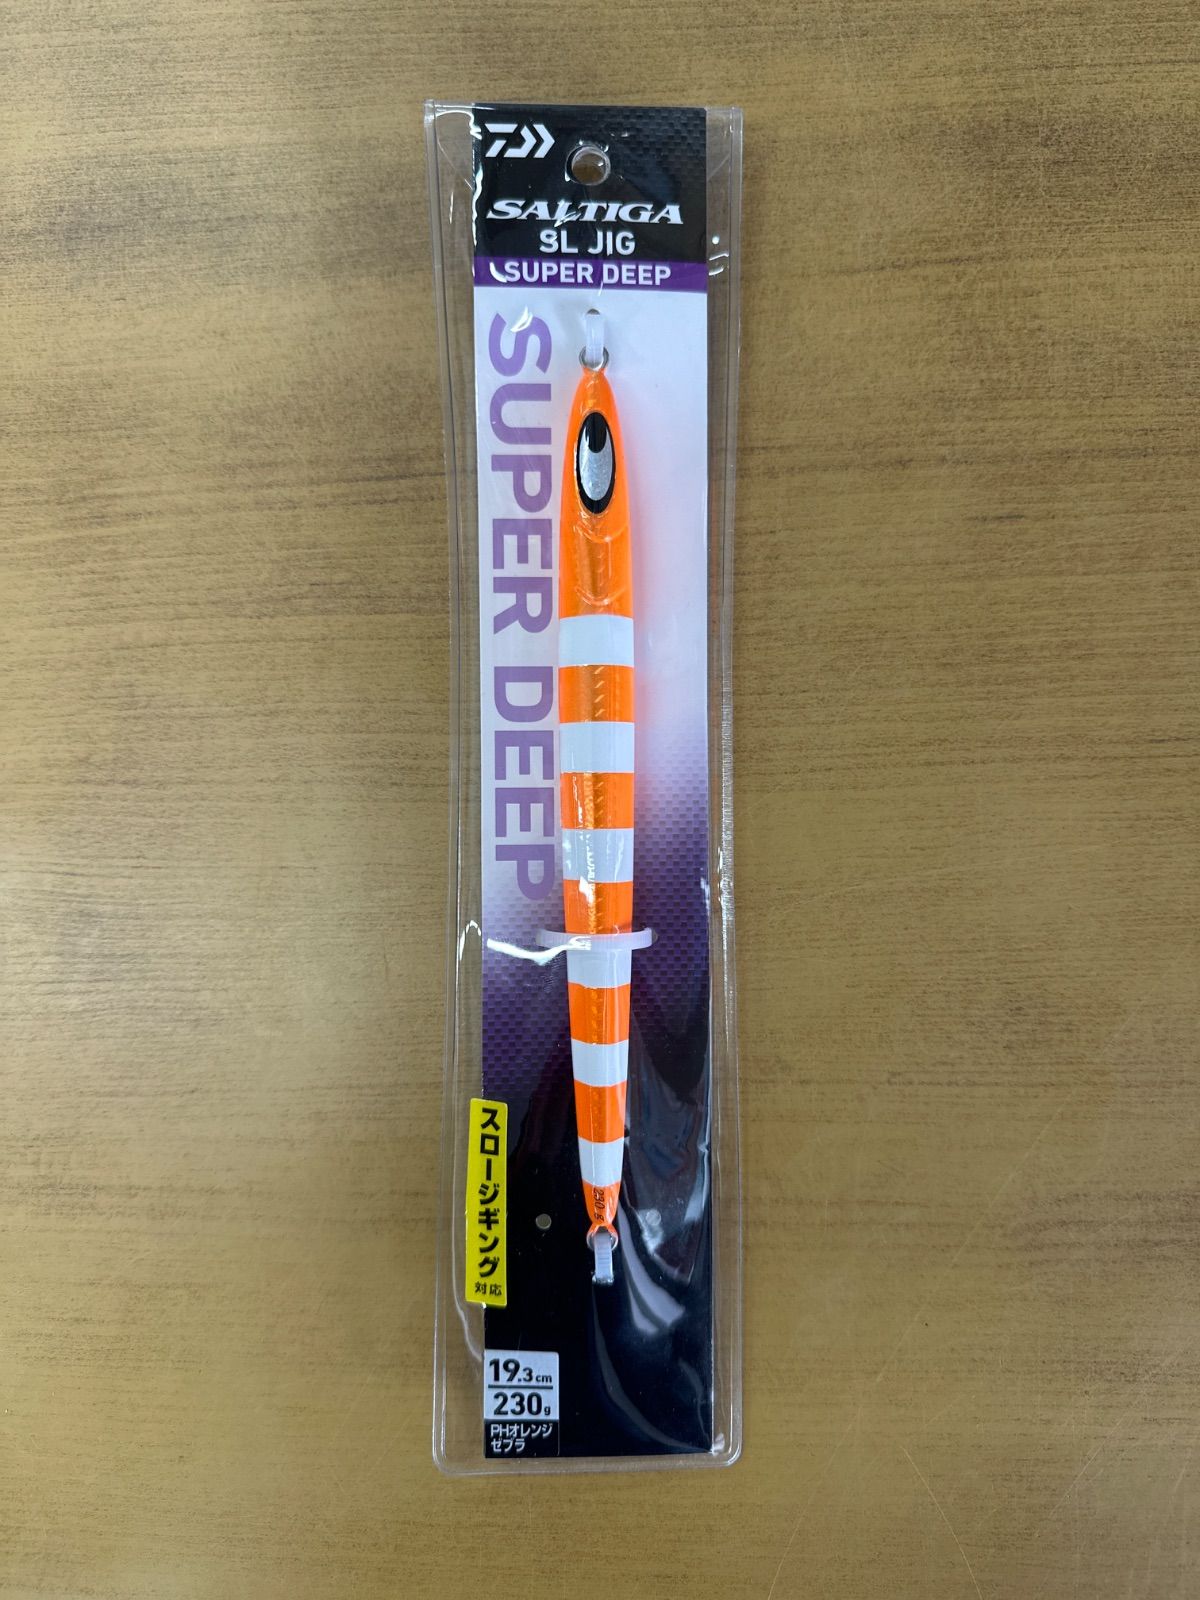 SALTIGA
SL JIG
SUPER DEEP
SUPER DEEP
230 g
スロージギング
対応
19.3cm
230g
PHオレンジ
ゼブラ